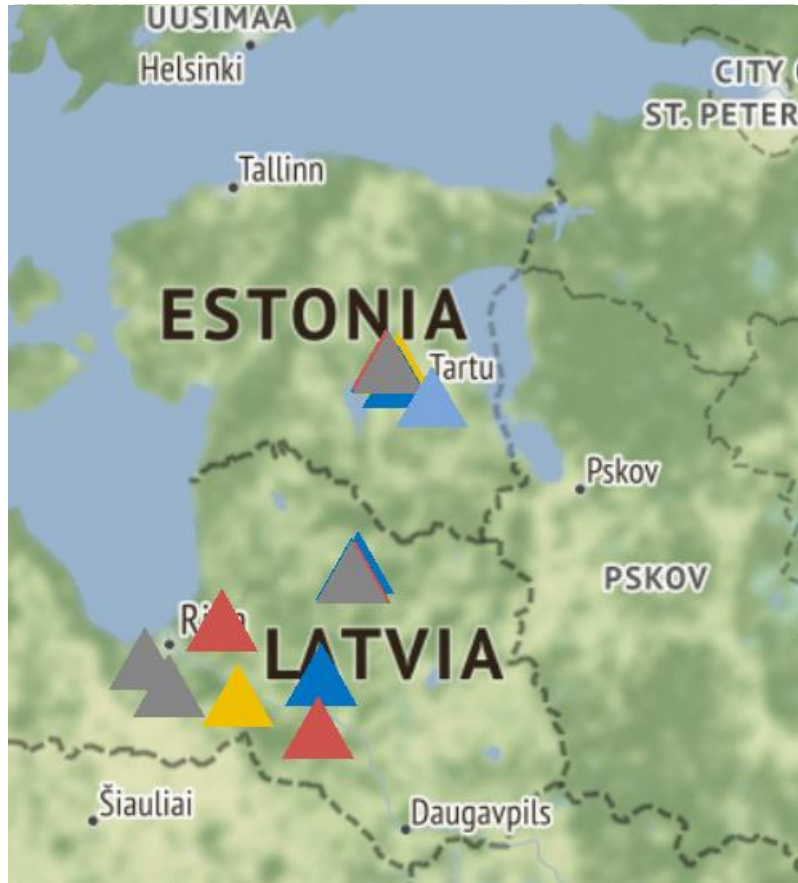 UUSIMAA
Helsinki
CITY
ST. PETER
Tallinn
ESTONIA
Tartu
Pskov
PSKOV
LATVIA
Šiauliai
Daugavpils